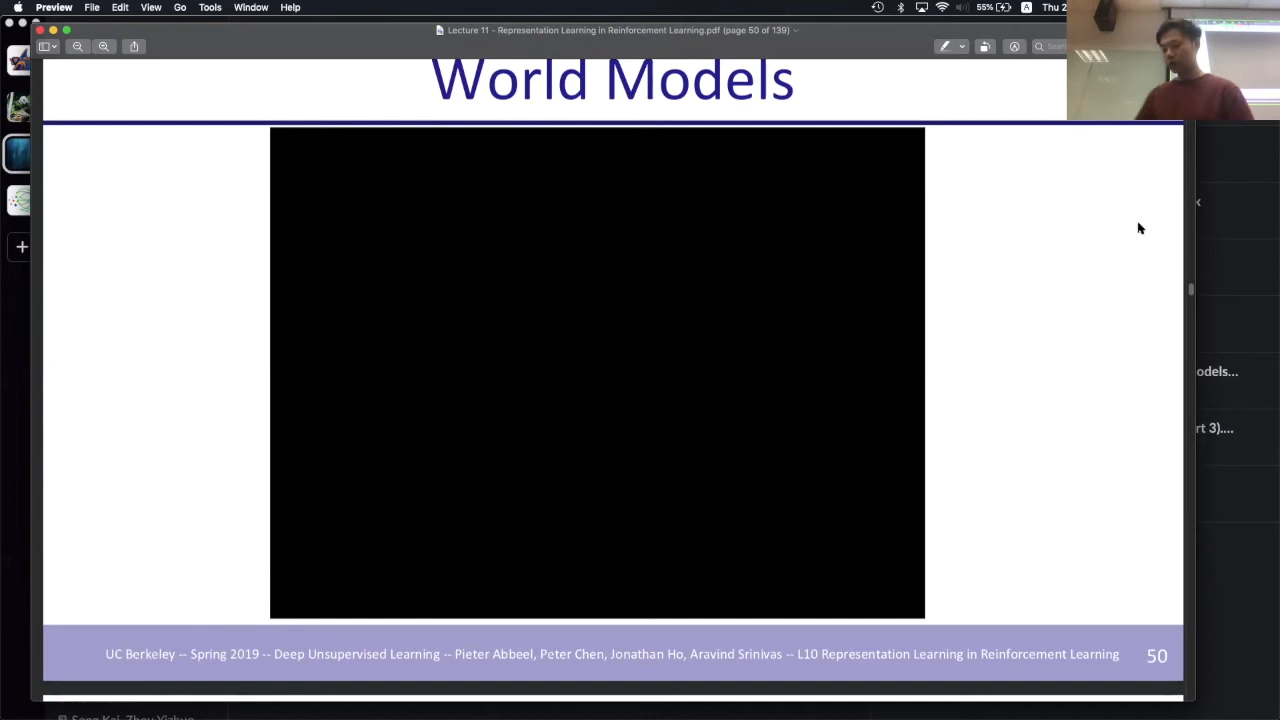 Preview File Edit View Go Tools Window Help 55% A Thu 2
Lecture 11 - Representation Learning in Reinforcement Learning.pdf (page 50 of 139)
World Models
odels...
rt 3)....
UC Berkeley -- Spring 2019 -- Deep Unsupervised Learning -- Pieter Abbeel, Peter Chen, Jonathan Ho, Aravind Srinivas -- L10 Representation Learning in Reinforcement Learning 50